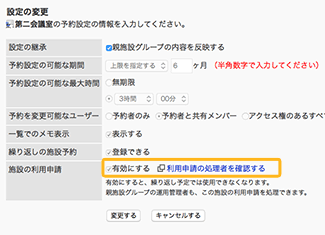 設定の変更
第二会議室の予約設定の情報を入力してください。
設定の継承 親施設グループの内容を反映する
予約設定の可能な期間 上限を指定する 6 ヶ月 (半角数字で入力してください)
予約設定の可能な最大時間 無期限
3時間 00分
予約を変更可能なユーザー 予約者のみ 予約者と共有メンバー アクセス権のあるすべ
一覧でのメモ表示 表示する
繰り返しの施設予約 登録できる
施設の利用申請 有効にする 利用申請の処理者を確認する
有効にすると、繰り返し予定では使用できなくなります。
親施設グループの運用管理者も、この施設の利用申請を処理できます。
変更する キャンセルする